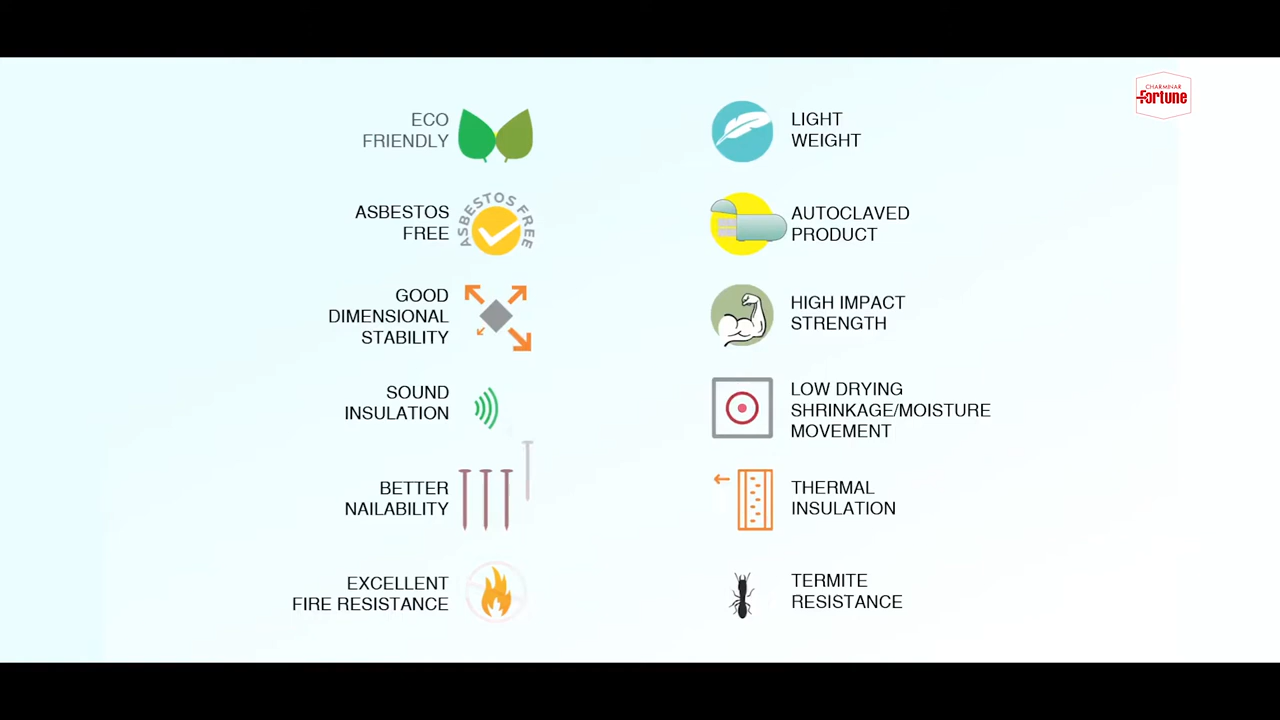 CHARMINAR
Fortune
ECO
FRIENDLY
LIGHT
WEIGHT
ASBESTOS
FREE
ASBESTOS FREE
AUTOCLAVED
PRODUCT
GOOD
DIMENSIONAL
STABILITY
HIGH IMPACT
STRENGTH
SOUND
INSULATION
LOW DRYING
SHRINKAGE/MOISTURE
MOVEMENT
BETTER
NAILABILITY
THERMAL
INSULATION
EXCELLENT
FIRE RESISTANCE
TERMITE
RESISTANCE